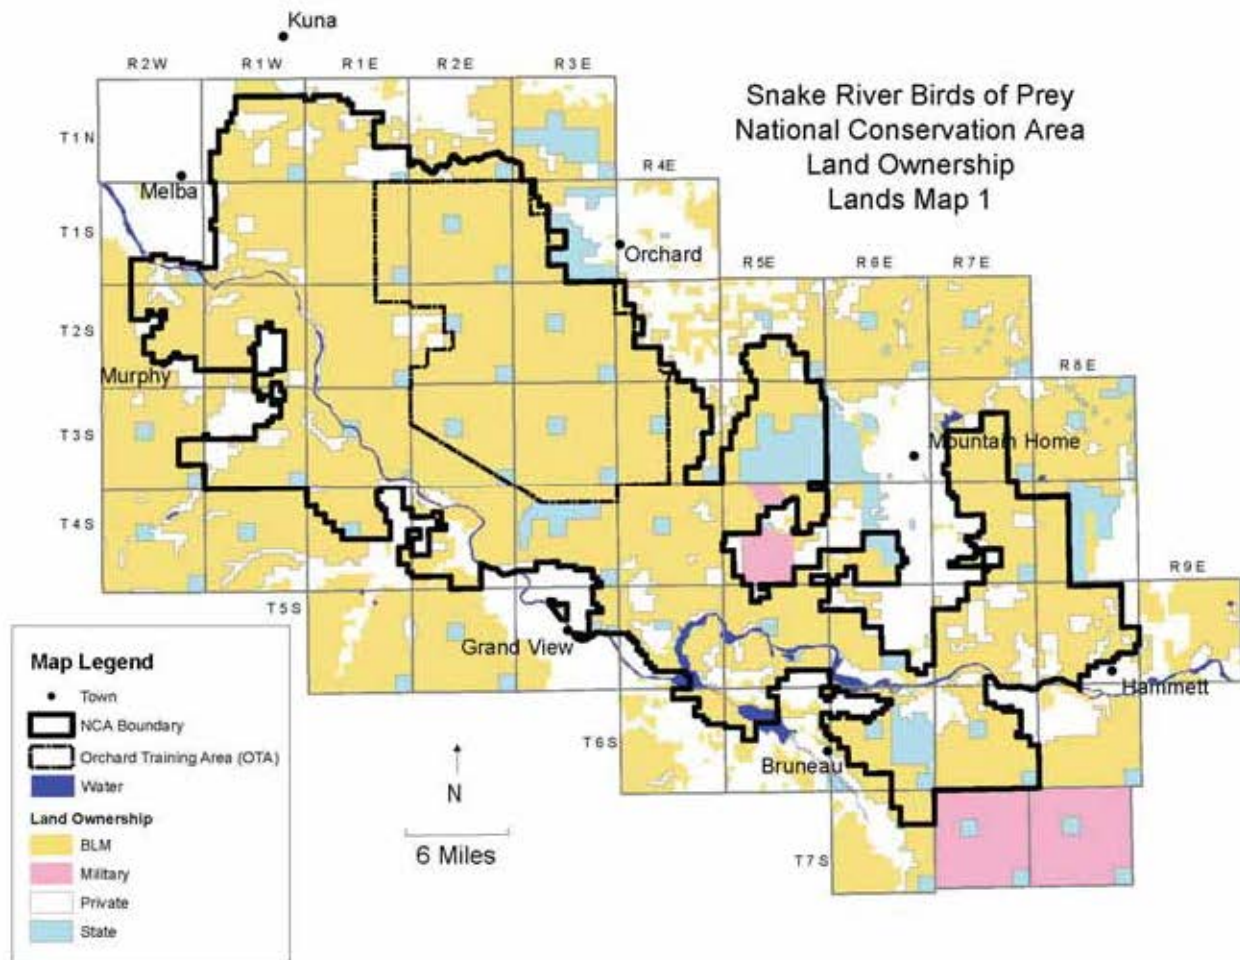 Kuna
R 2 W
R 1 W
R 1 E
R 2 E
R 3 E
Snake River Birds of Prey
National Conservation Area
Land Ownership
Lands Map 1
T 1 N
R 4 E
Melba
T 1 S
Orchard
R 5 E
R 6 E
R 7 E
T 2 S
Murphy
R 8 E
T 3 S
Mountain Home
T 4 S
R 9 E
T 5 S
Grand View
Hammett
T 6 S
Bruneau
T 7 S
N
6 Miles
Map Legend
Town
NCA Boundary
Orchard Training Area (OTA)
Water
Land Ownership
BLM
Military
Private
State